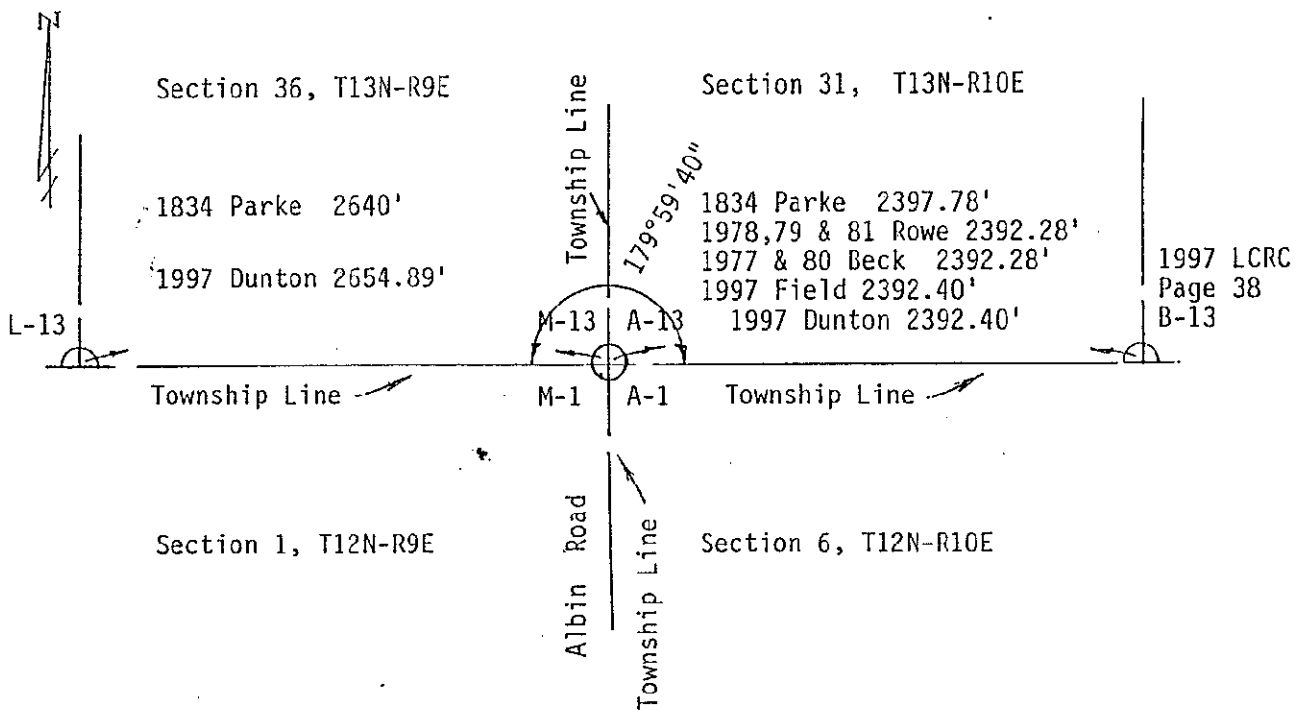 N
Section 36, T13N-R9E
Section 31, T13N-R10E
Township Line
179°59'40"
1834 Parke 2640'
1997 Dunton 2654.89'
1834 Parke 2397.78'
1978,79 & 81 Rowe 2392.28'
1977 & 80 Beck 2392.28'
1997 Field 2392.40'
1997 Dunton 2392.40'
1997 LCRC
Page 38
B-13
L-13
M-13 A-13
Township Line
M-1 A-1
Township Line
Section 1, T12N-R9E
Albin Road
Township Line
Section 6, T12N-R10E